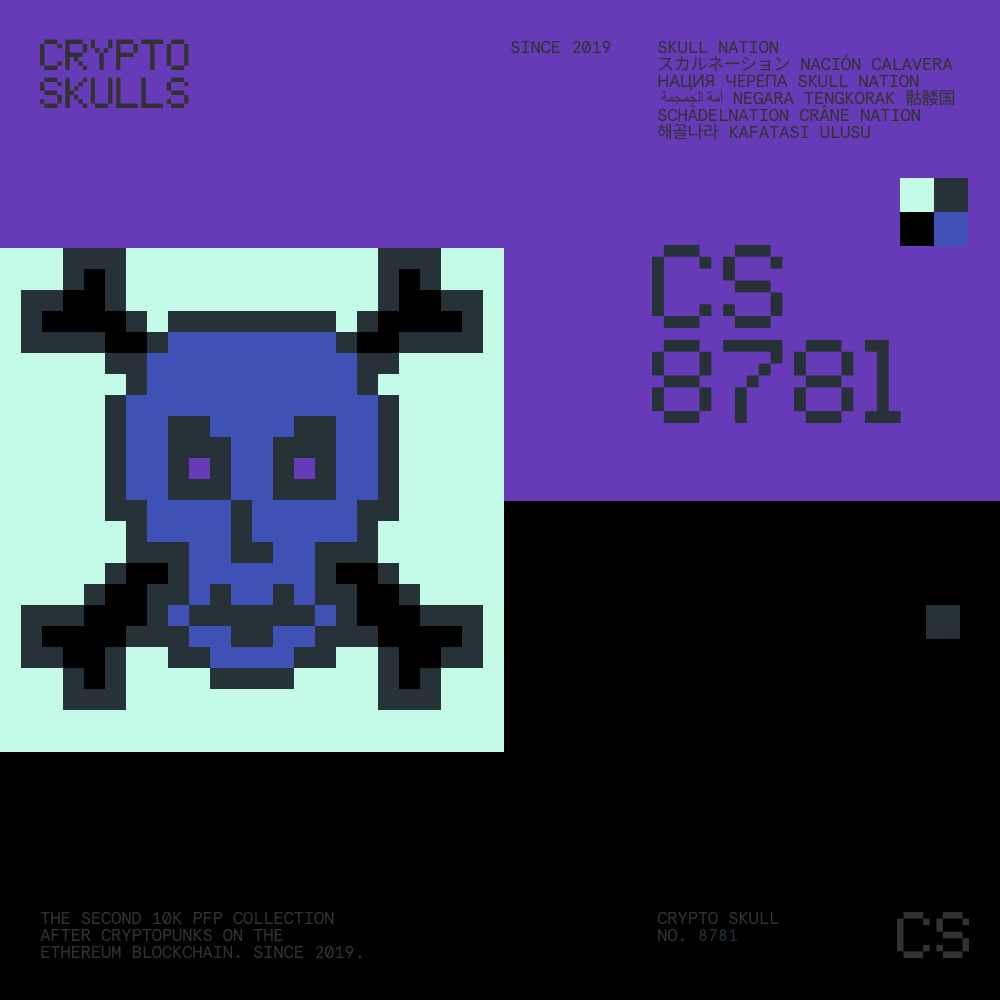 CRYPTO
SKULLS
SINCE 2019
SKULL NATION
スカルネーション NACIÓN CALAVERA
НАЦИЯ ЧЕРЕПА SKULL NATION
أمة الجمجمة NEGARA TENGKORAK 骷髅国
SCHÄDELNATION CRÂNE NATION
해골나라 KAFATASI ULUSU
CS
8781
THE SECOND 10K PFP COLLECTION
AFTER CRYPTOPUNKS ON THE
ETHEREUM BLOCKCHAIN. SINCE 2019.
CRYPTO SKULL
NO. 8781
CS